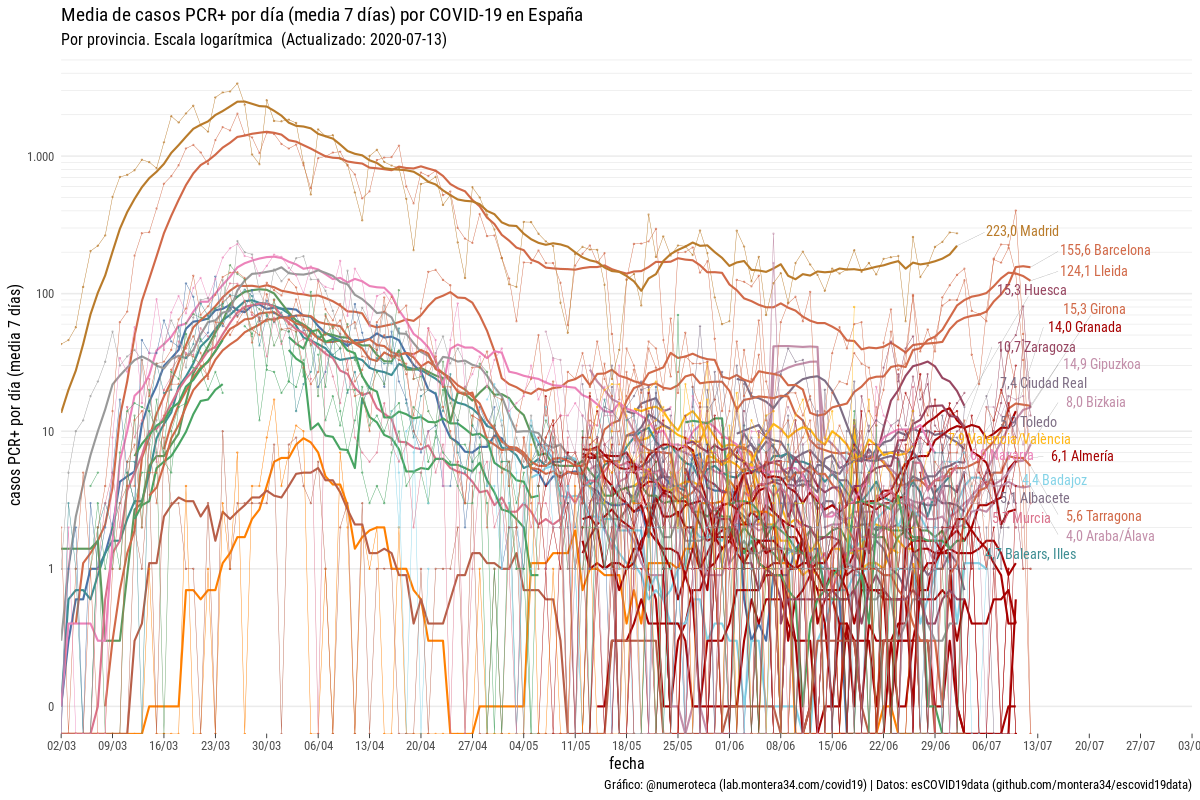 Media de casos PCR+ por día (media 7 días) por COVID-19 en España
Por provincia. Escala logarítmica (Actualizado: 2020-07-13)
casos PCR+ por día (media 7 días)
1.000
100
10
1
0
223,0 Madrid
155,6 Barcelona
124,1 Lleida
15,3 Huesca
15,3 Girona
14,0 Granada
10,7 Zaragoza
14,9 Gipuzkoa
7,4 Ciudad Real
8,0 Bizkaia
Toledo
Valencia/València
6,1 Almería
4,4 Badajoz
Albacete
Murcia
5,6 Tarragona
4,0 Araba/Álava
Balears, Illes
02/03 09/03 16/03 23/03 30/03 06/04 13/04 20/04 27/04 04/05 11/05 18/05 25/05 01/06 08/06 15/06 22/06 29/06 06/07 13/07 20/07 27/07
fecha
Gráfico: @numeroteca (lab.montera34.com/covid19) | Datos: esCOVID19data (github.com/montera34/escovid19data)